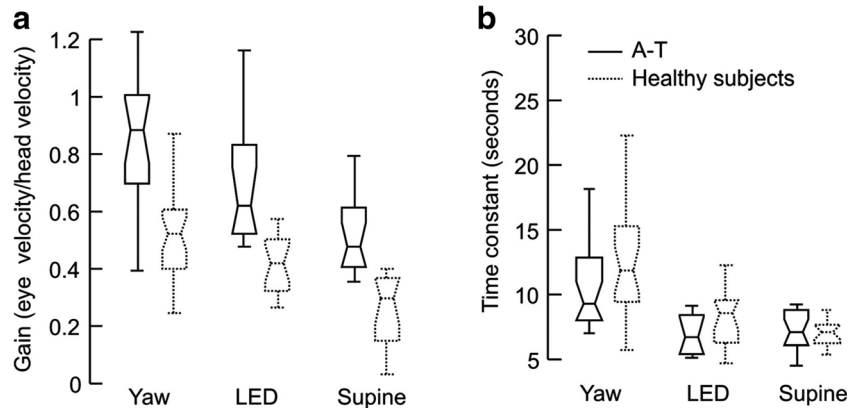 a
Gain (eye velocity/head velocity)
1.2
1
0.8
0.6
0.4
0.2
0
Yaw LED Supine
b
Time constant (seconds)
30
25
20
15
10
5
A-T
Healthy subjects
Yaw LED Supine